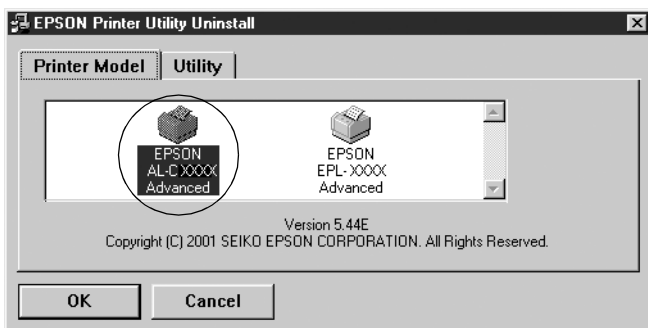 EPSON Printer Utility Uninstall
Printer Model
Utility
EPSON
AL-CXXXX
Advanced
EPSON
EPL-XXXX
Advanced
Version 5.44E
Copyright (C) 2001 SEIKO EPSON CORPORATION. All Rights Reserved.
OK
Cancel